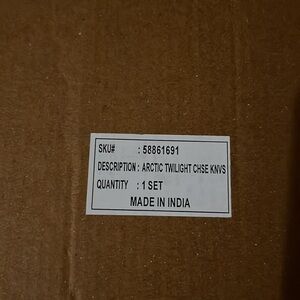 SKU# : 58861691
DESCRIPTION : ARCTIC TWILIGHT CHSE KNVS
QUANTITY : 1 SET
MADE IN INDIA